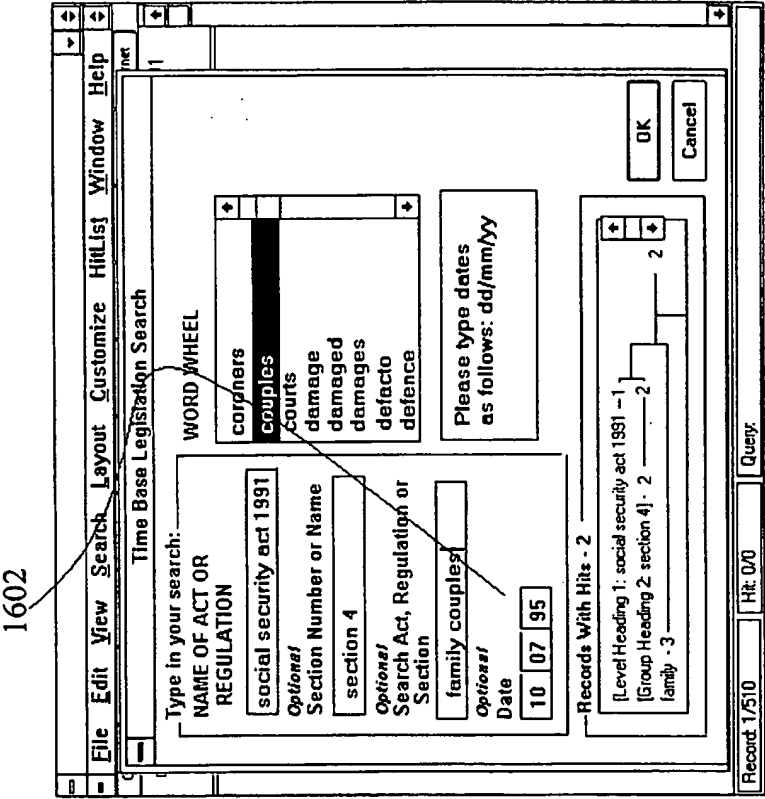 1602
File Edit View Search Layout Customize HitList Window Help
Time Base Legislation Search
Type in your search:
NAME OF ACT OR
REGULATION
social security act 1991
Optional
Section Number or Name
section 4
Optional
Search Act, Regulation or
Section
family couples
Optional
Date
10 07 95
WORD WHEEL
coroners
couples
courts
damage
damaged
damages
defacto
defence
Please type dates
as follows: dd/mm/yy
Records With Hits - 2
[Level Heading 1: social security act 1991 - 1
[Group Heading 2: section 4] - 2 2 2
family - 3
OK
Cancel
Record: 1/510 Hit: 0/0 Query: